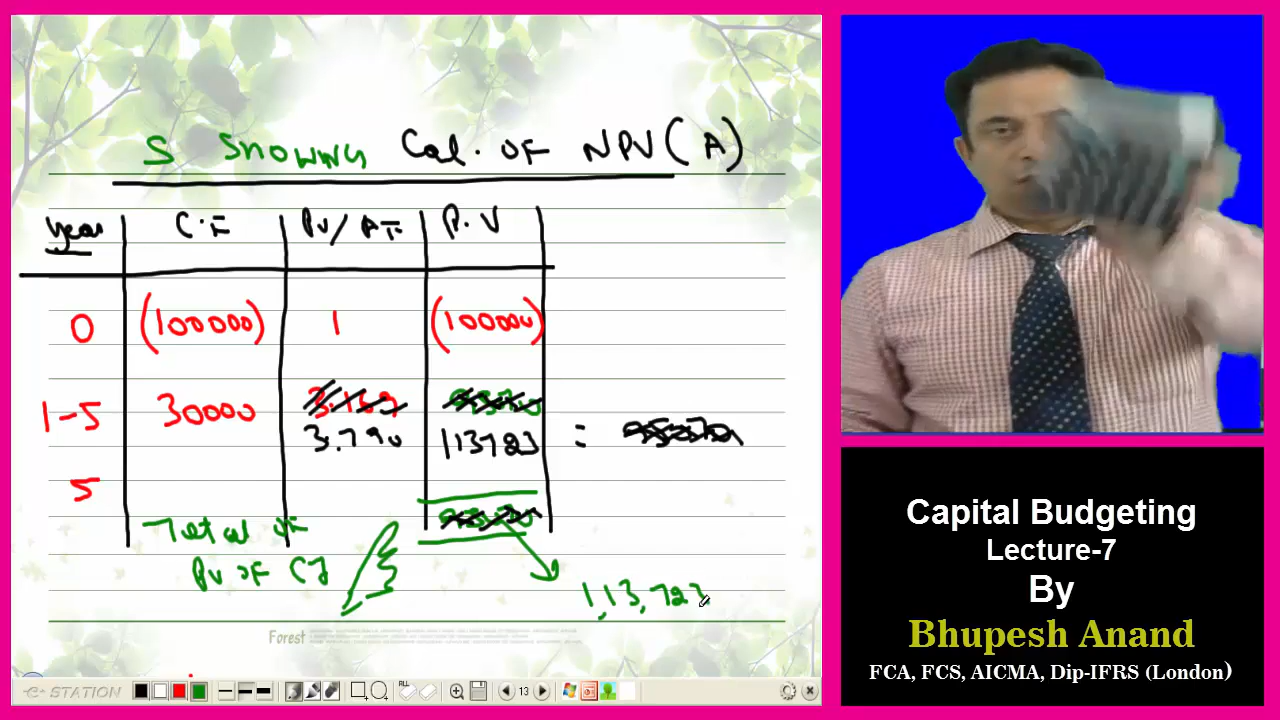 S SHOWING Cal. OF NPV(A)
year C.F PV/AF P.V
0 (100000) 1 (100000)
1-5 30000 3.790 113723 =
5
Total of
PV of CF
1,13,723
Forest
e-STATION
13
Capital Budgeting
Lecture-7
By
Bhupesh Anand
FCA, FCS, AICMA, Dip-IFRS (London)